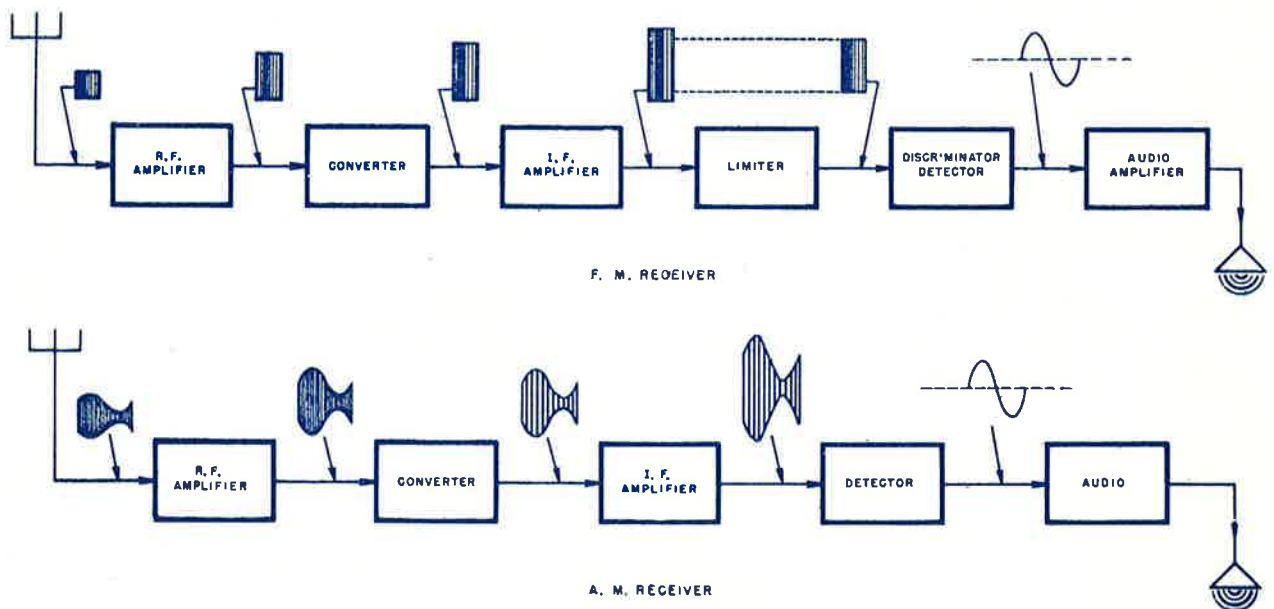 R.F.
AMPLIFIER
CONVERTER
I.F.
AMPLIFIER
LIMITER
DISCR'MINATOR
DETECTOR
AUDIO
AMPLIFIER
F. M. RECEIVER
R.F.
AMPLIFIER
CONVERTER
I.F.
AMPLIFIER
DETECTOR
AUDIO
A. M. RECEIVER